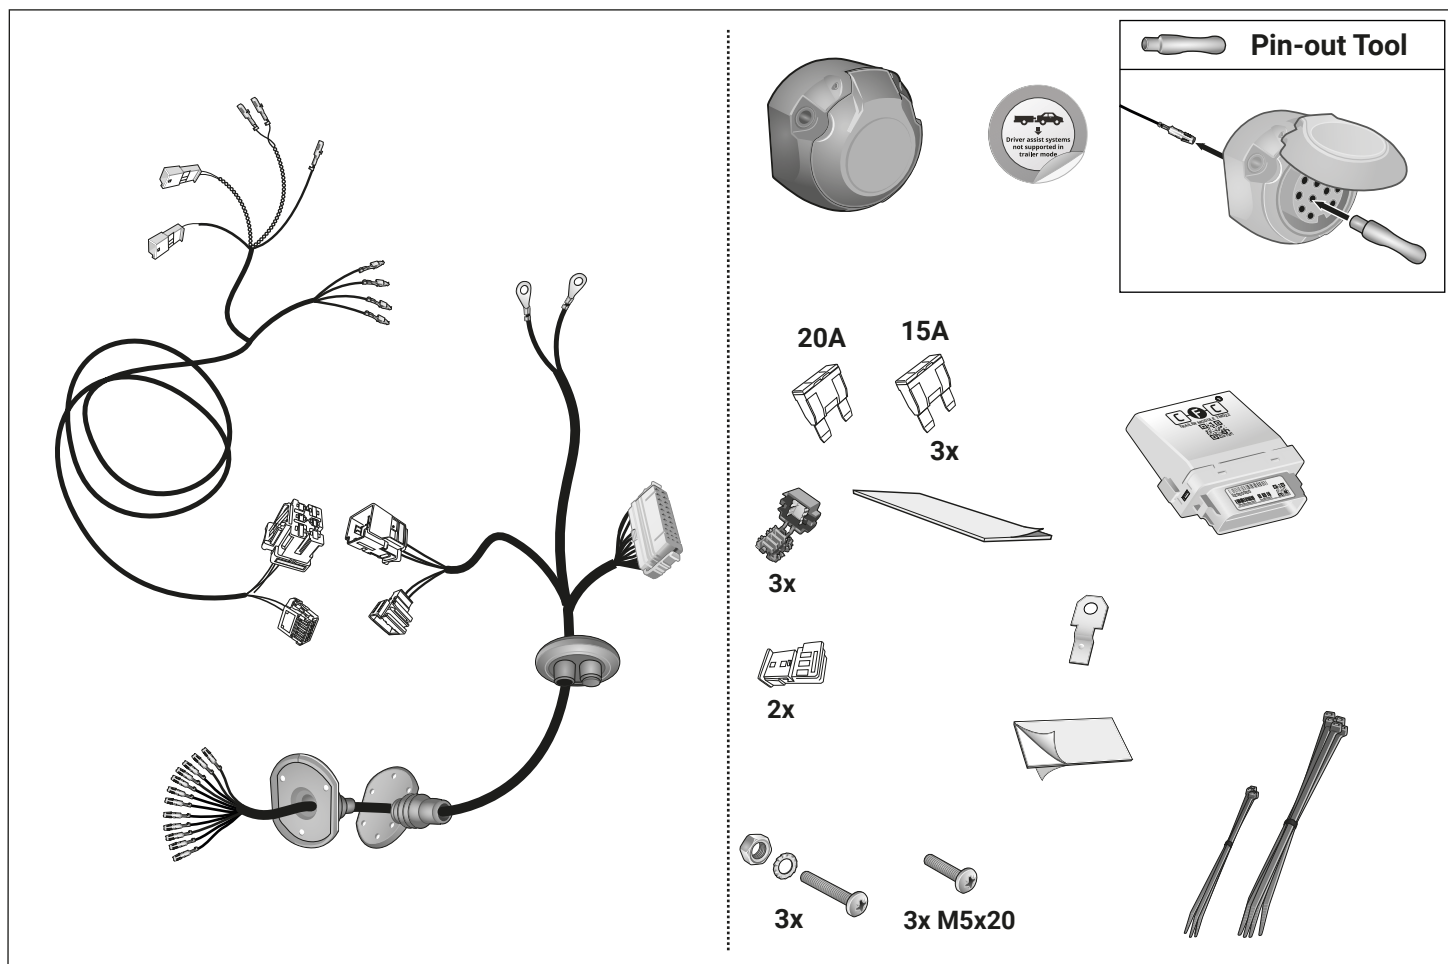 Pin-out Tool
Driver assist systems
not supported in
trailer mode
20A
15A
3x
C F C
3x
2x
3x
3x M5x20